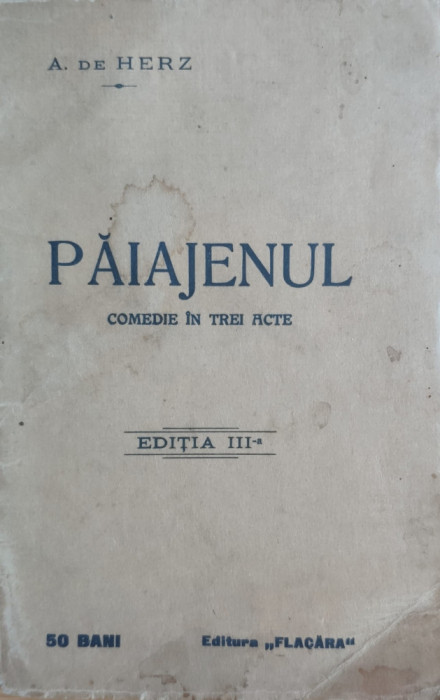 A. DE HERZ
PĂIAJENUL
COMEDIE ÎN TREI ACTE
EDIȚIA III-a
50 BANI
Editura „FLACĂRA“